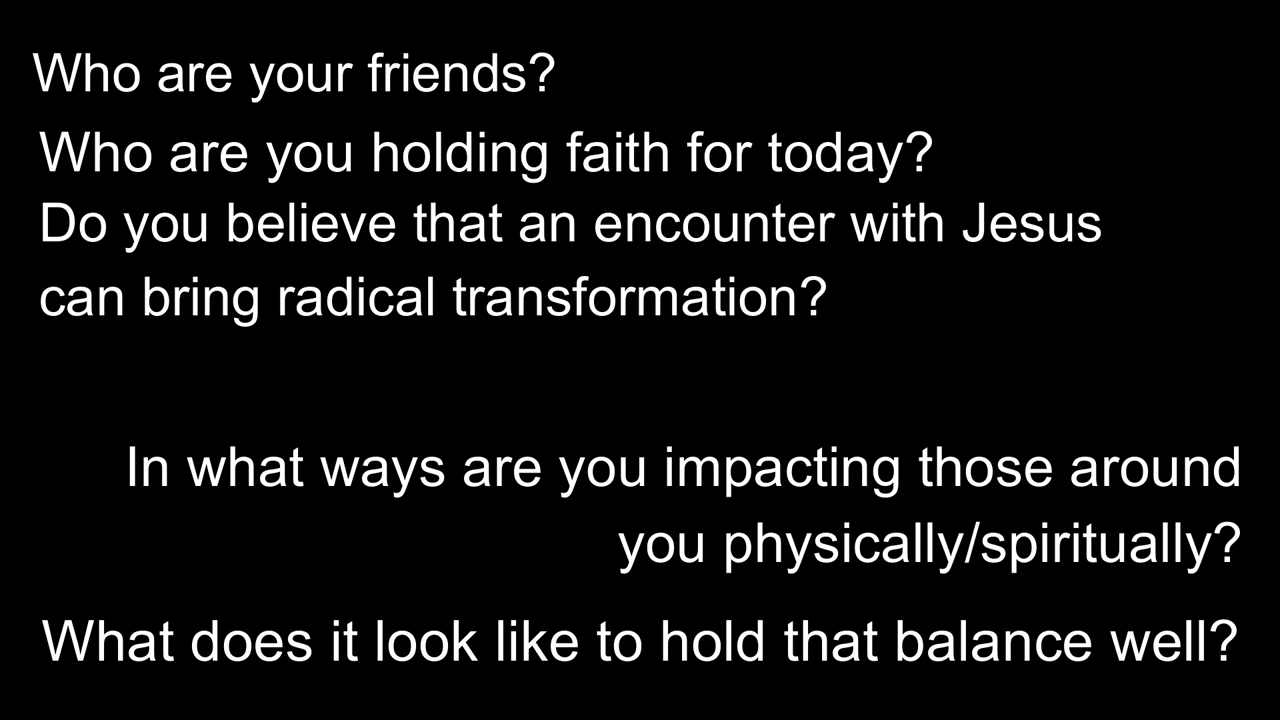 Who are your friends?
Who are you holding faith for today?
Do you believe that an encounter with Jesus
can bring radical transformation?
In what ways are you impacting those around
you physically/spiritually?
What does it look like to hold that balance well?